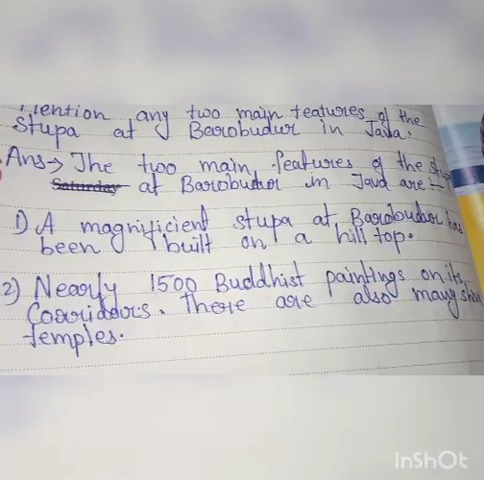 Mention any two main features of the
stupa at Barobudur in Java.
Ans→ The two main features of the stupa
Saturday at Barobudur in Java are:-
1) A magnificient stupa at Barobudur has
been built on a hill top.
2) Nearly 1500 Buddhist paintings on its
Corridors. There are also many
temples.
InShOt